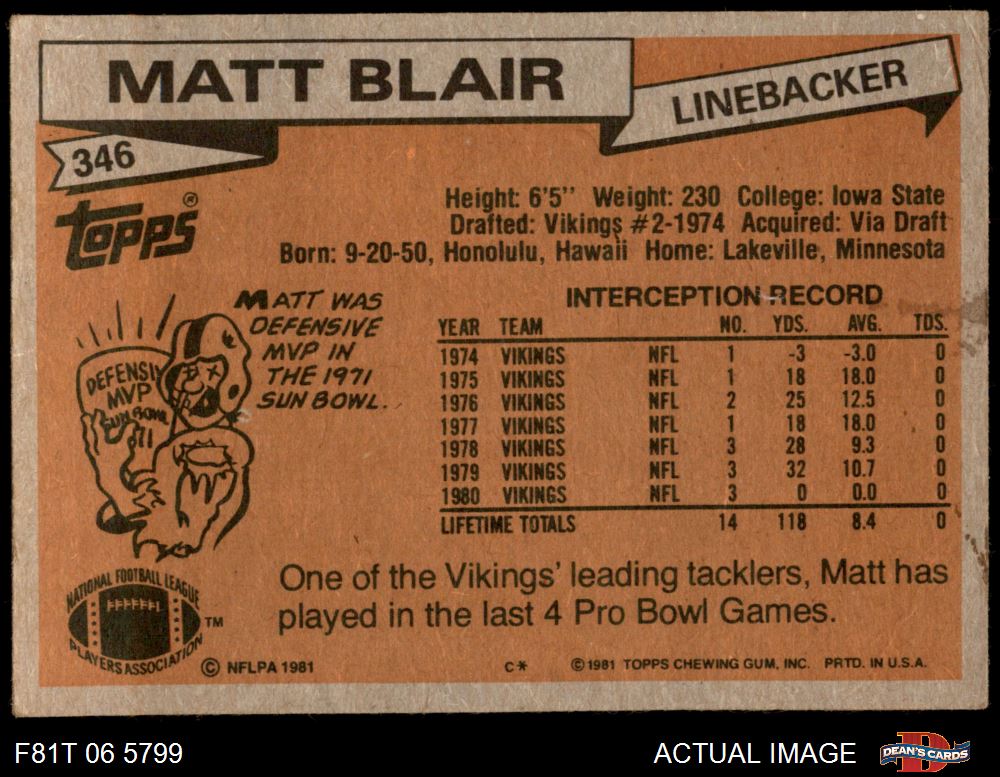 MATT BLAIR
LINEBACKER
346
TOPPS®
Height: 6'5'' Weight: 230 College: Iowa State
Drafted: Vikings #2-1974 Acquired: Via Draft
Born: 9-20-50, Honolulu, Hawaii Home: Lakeville, Minnesota
MATT WAS
DEFENSIVE
MVP IN
THE 1971
SUN BOWL.
DEFENSIV
MVP
SUN BOWL
'71
INTERCEPTION RECORD
YEAR TEAM NO. YDS. AVG. TDS.
1974 VIKINGS NFL 1 -3 -3.0 0
1975 VIKINGS NFL 1 18 18.0 0
1976 VIKINGS NFL 2 25 12.5 0
1977 VIKINGS NFL 1 18 18.0 0
1978 VIKINGS NFL 3 28 9.3 0
1979 VIKINGS NFL 3 32 10.7 0
1980 VIKINGS NFL 3 0 0.0 0
LIFETIME TOTALS 14 118 8.4 0
One of the Vikings' leading tacklers, Matt has
played in the last 4 Pro Bowl Games.
NATIONAL FOOTBALL LEAGUE
PLAYERS ASSOCIATION
TM
© NFLPA 1981 C* ©1981 TOPPS CHEWING GUM, INC. PRTD. IN U.S.A.
F81T 06 5799 ACTUAL IMAGE DEAN'S CARDS